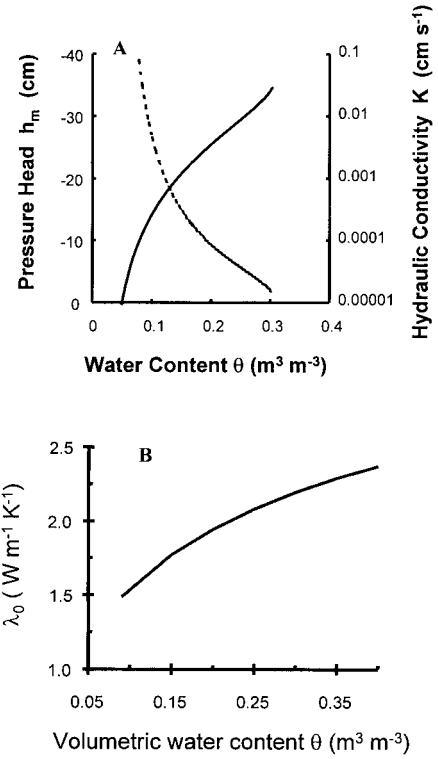 A
-40
-30
-20
-10
0
Pressure Head hm (cm)
0.1
0.01
0.001
0.0001
0.00001
Hydraulic Conductivity K (cm s-1)
0 0.1 0.2 0.3 0.4
Water Content θ (m3 m-3)
B
2.5
2.0
1.5
1.0
λ0 ( W m-1 K-1)
0.05 0.15 0.25 0.35
Volumetric water content θ (m3 m-3)